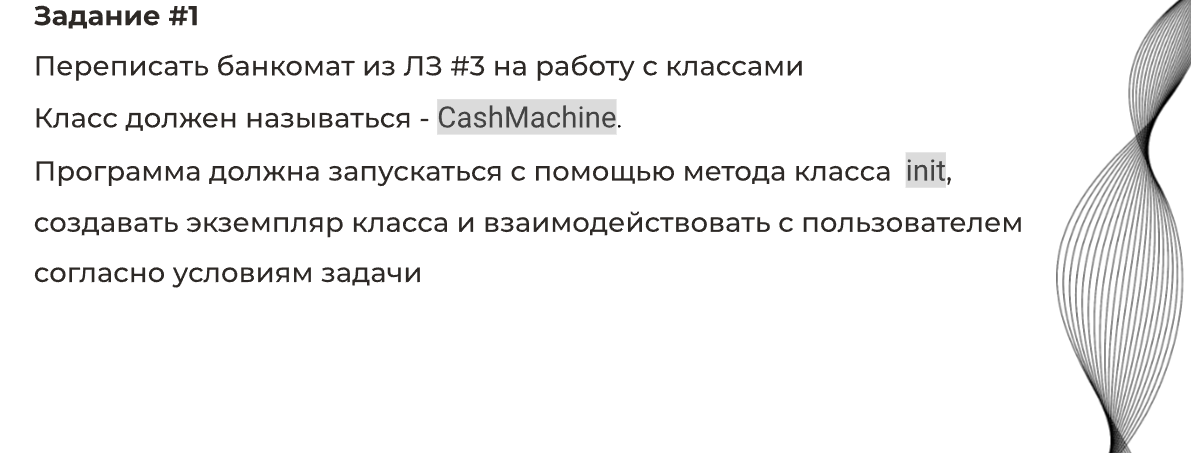 Задание #1
Переписать банкомат из ЛЗ #3 на работу с классами
Класс должен называться - CashMachine.
Программа должна запускаться с помощью метода класса init,
создавать экземпляр класса и взаимодействовать с пользователем
согласно условиям задачи